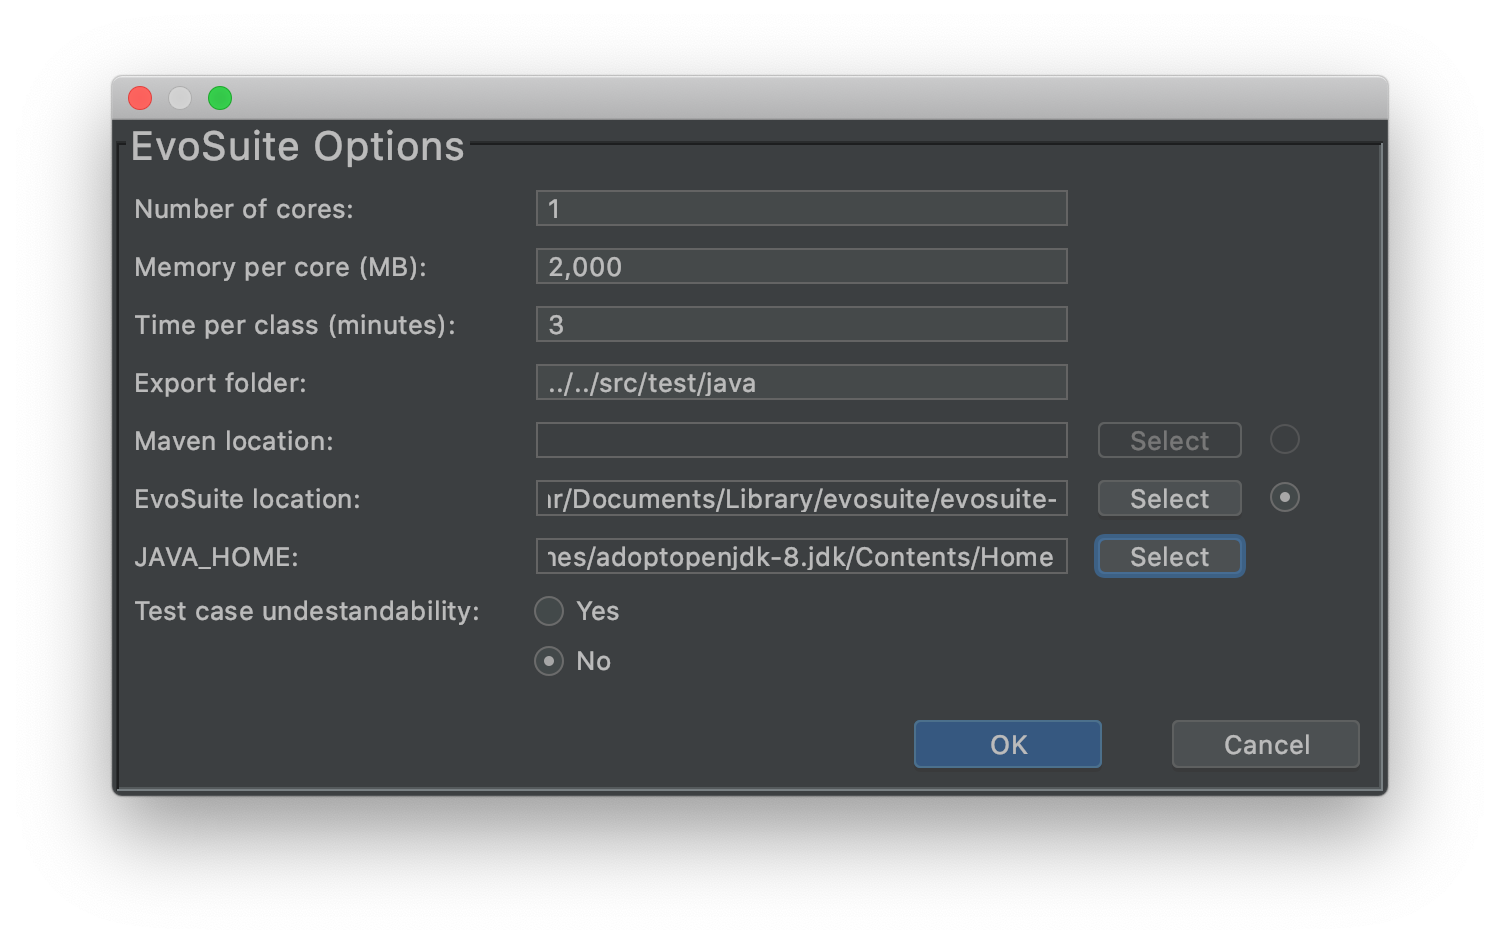 EvoSuite Options
Number of cores: 1
Memory per core (MB): 2,000
Time per class (minutes): 3
Export folder: ../../src/test/java
Maven location: Select
EvoSuite location: /Documents/Library/evosuite/evosuite- Select
JAVA_HOME: /adoptopenjdk-8.jdk/Contents/Home Select
Test case undestandability: Yes
No
OK Cancel